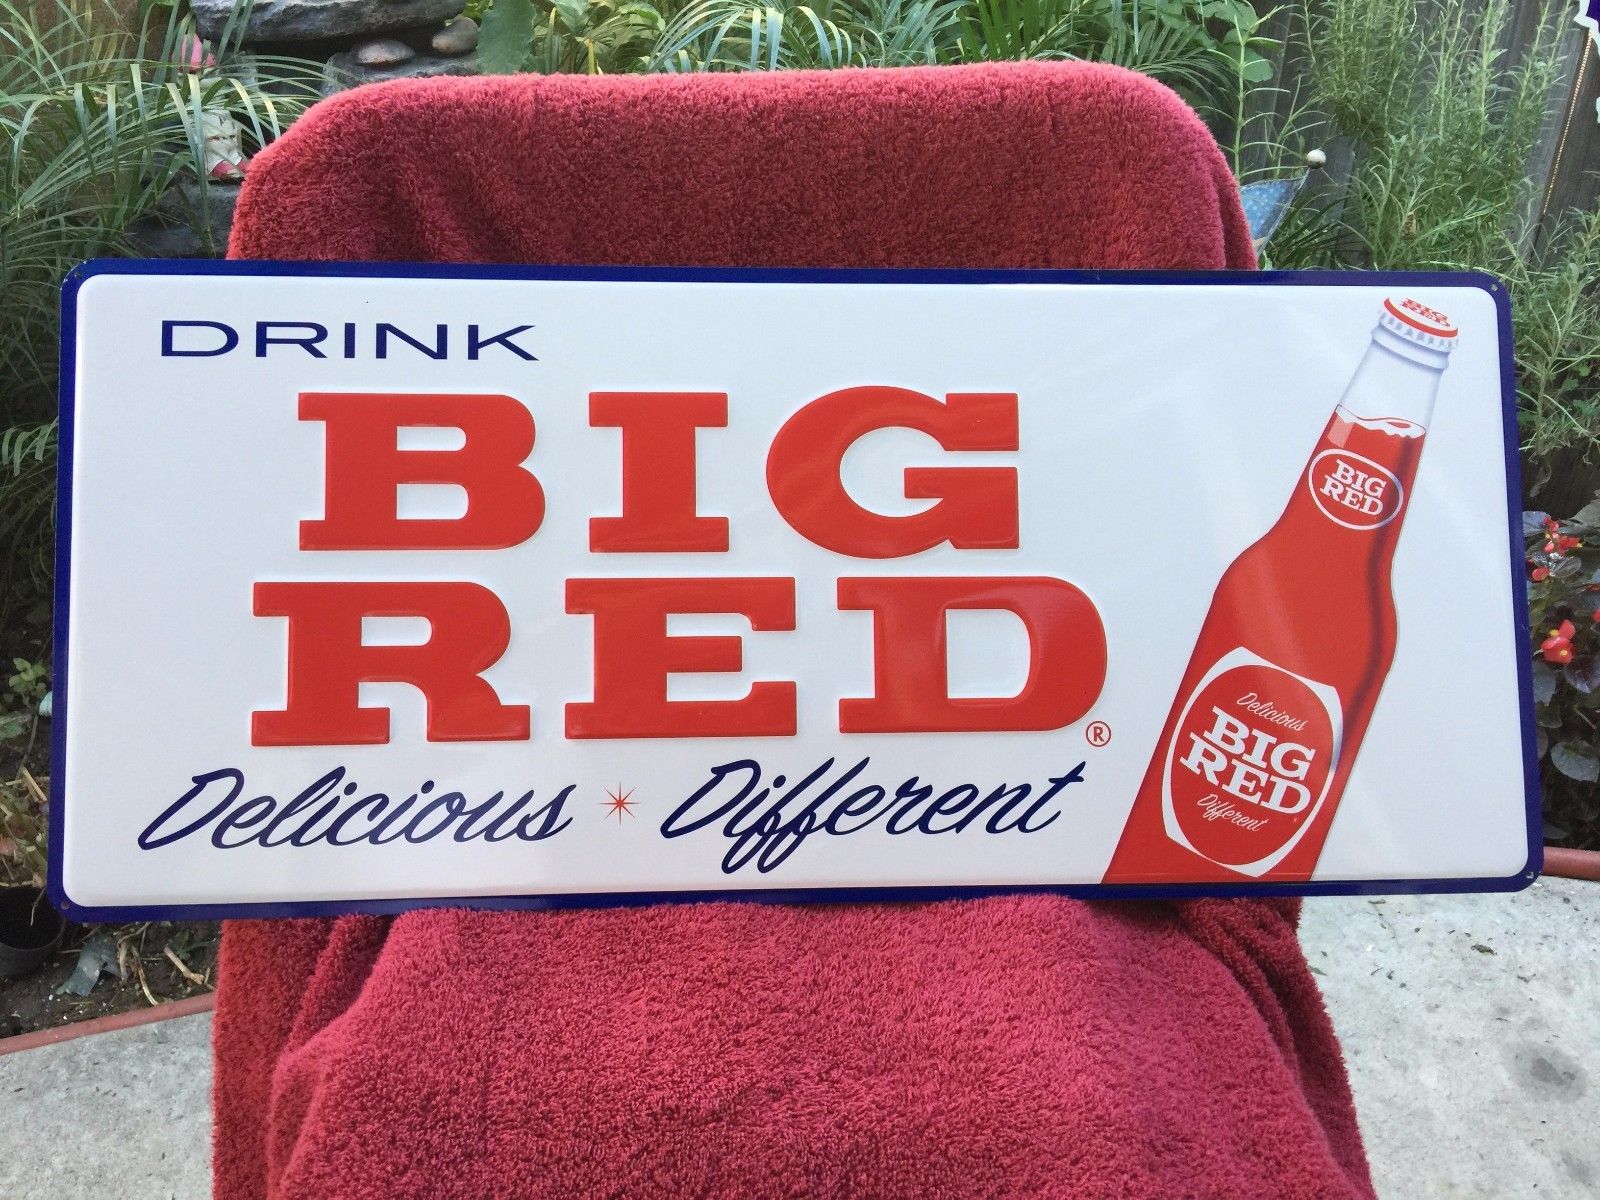 DRINK
BIG
RED®
Delicious * Different
BIG
RED
BIG
RED
Delicious
BIG
RED
Different